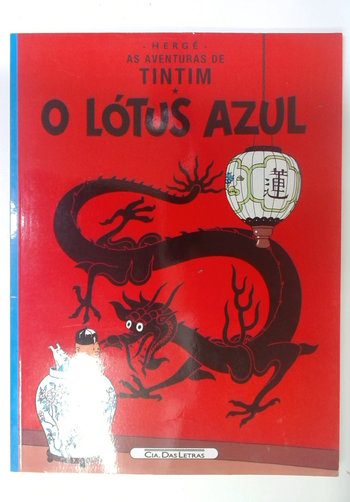 HERGÉ
AS AVENTURAS DE
TINTIM
O LÓTUS AZUL
蓮
CIA. DAS LETRAS